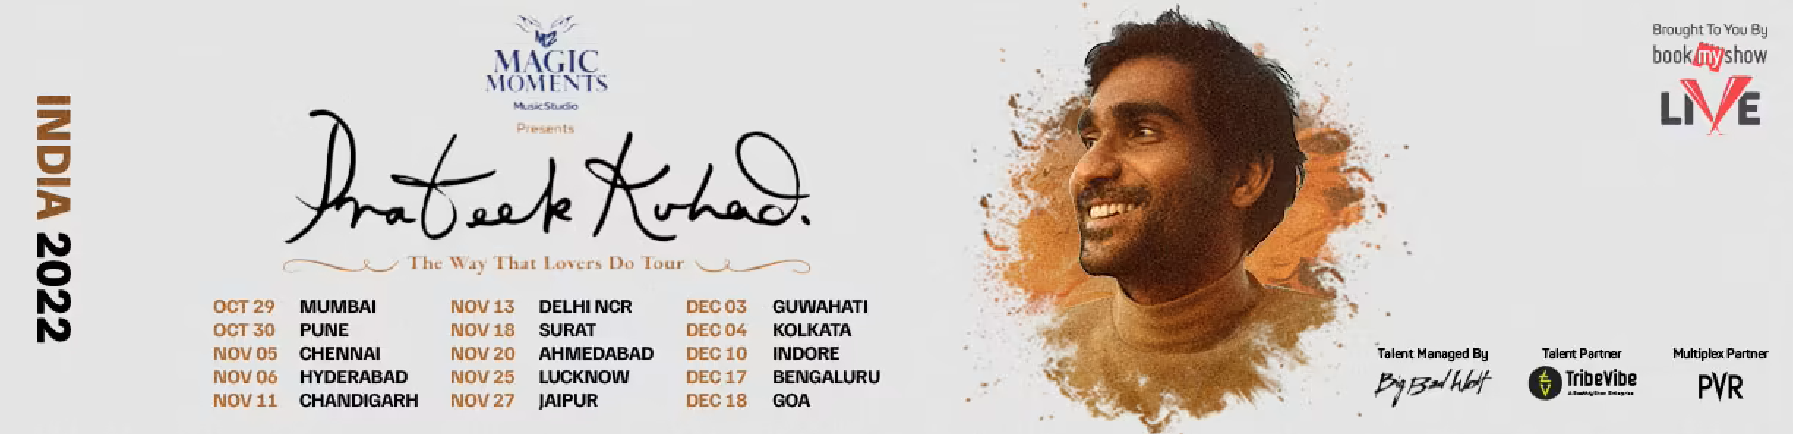 INDIA 2022
MAGIC
MOMENTS
MusicStudio
Presents
Prateek Kuhad.
The Way That Lovers Do Tour
OCT 29 MUMBAI
OCT 30 PUNE
NOV 05 CHENNAI
NOV 06 HYDERABAD
NOV 11 CHANDIGARH
NOV 13 DELHI NCR
NOV 18 SURAT
NOV 20 AHMEDABAD
NOV 25 LUCKNOW
NOV 27 JAIPUR
DEC 03 GUWAHATI
DEC 04 KOLKATA
DEC 10 INDORE
DEC 17 BENGALURU
DEC 18 GOA
Brought To You By
bookmyshow
LIVE
Talent Managed By
Big Bad Wolf
Talent Partner
TribeVibe
A BookMyShow Enterprise
Multiplex Partner
PVR